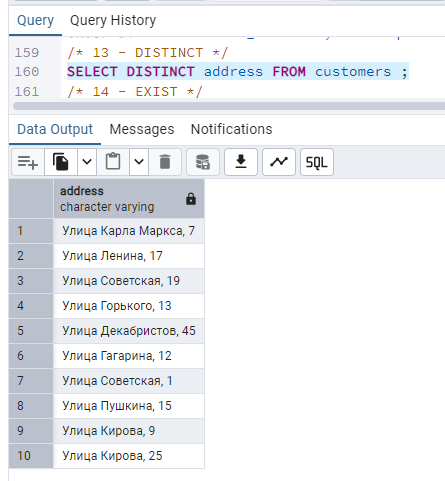 Query Query History
159 /* 13 - DISTINCT */
160 SELECT DISTINCT address FROM customers ;
161 /* 14 - EXIST */
Data Output Messages Notifications
SQL
address
character varying
1 Улица Карла Маркса, 7
2 Улица Ленина, 17
3 Улица Советская, 19
4 Улица Горького, 13
5 Улица Декабристов, 45
6 Улица Гагарина, 12
7 Улица Советская, 1
8 Улица Пушкина, 15
9 Улица Кирова, 9
10 Улица Кирова, 25